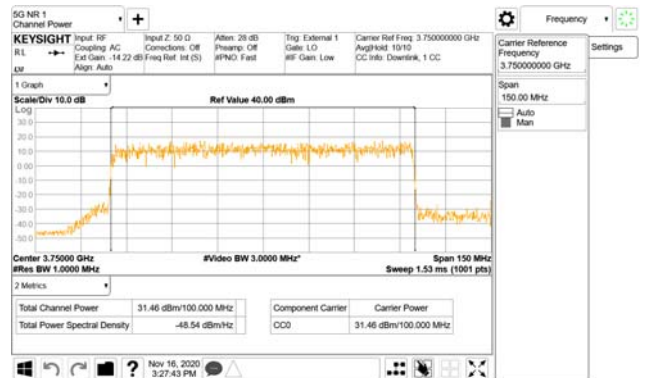 5G NR 1
Channel Power
Frequency
KEYSIGHT
Input: RF
Coupling: AC
Ext Gain: -14.22 dB
Align: Auto
Input Z: 50 Ω
Corrections: Off
Freq Ref: Int (S)
Atten: 28 dB
Preamp: Off
#PNO: Fast
Trig: External 1
Gate: LO
#IF Gain: Low
Carrier Ref Freq: 3.750000000 GHz
Avg|Hold: 10/10
CC Info: Downlink, 1 CC
RL
Carrier Reference
Frequency
3.750000000 GHz
Settings
Span
150.00 MHz
Auto
Man
1 Graph
Scale/Div 10.0 dB
Ref Value 40.00 dBm
Log
30.0
20.0
10.0
0.00
-10.0
-20.0
-30.0
-40.0
-50.0
Center 3.75000 GHz
#Video BW 3.0000 MHz*
Span 150 MHz
#Res BW 1.0000 MHz
Sweep 1.53 ms (1001 pts)
2 Metrics
Total Channel Power
31.46 dBm/100.000 MHz
Total Power Spectral Density
-48.54 dBm/Hz
Component Carrier
Carrier Power
CC0
31.46 dBm/100.000 MHz
?
Nov 16, 2020
3:27:43 PM